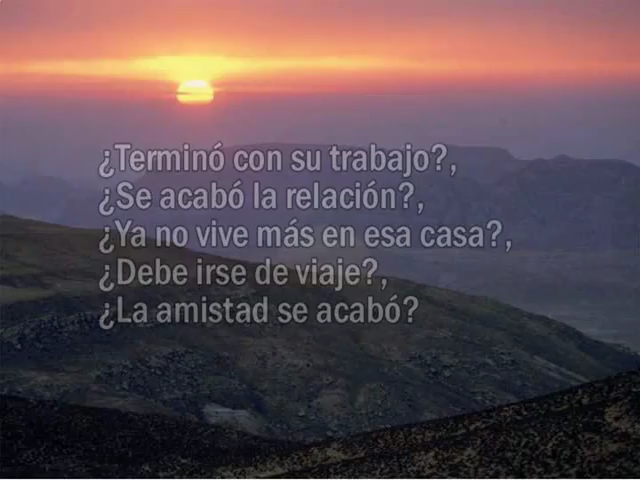 ¿Terminó con su trabajo?,
¿Se acabó la relación?,
¿Ya no vive más en esa casa?,
¿Debe irse de viaje?,
¿La amistad se acabó?